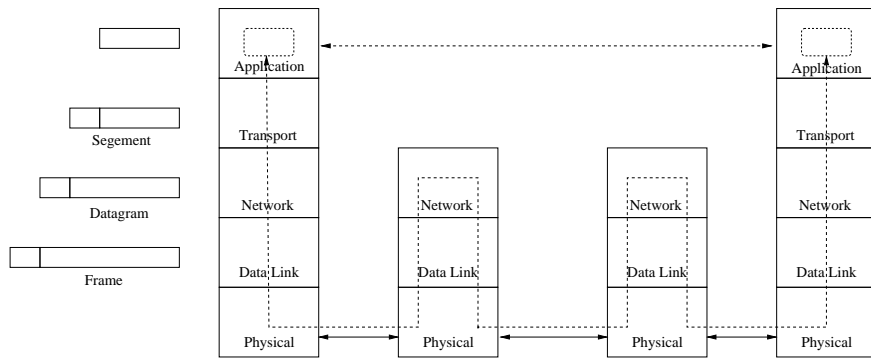 Application
Application
Segement
Transport
Transport
Datagram
Network
Network
Network
Network
Frame
Data Link
Data Link
Data Link
Data Link
Physical
Physical
Physical
Physical